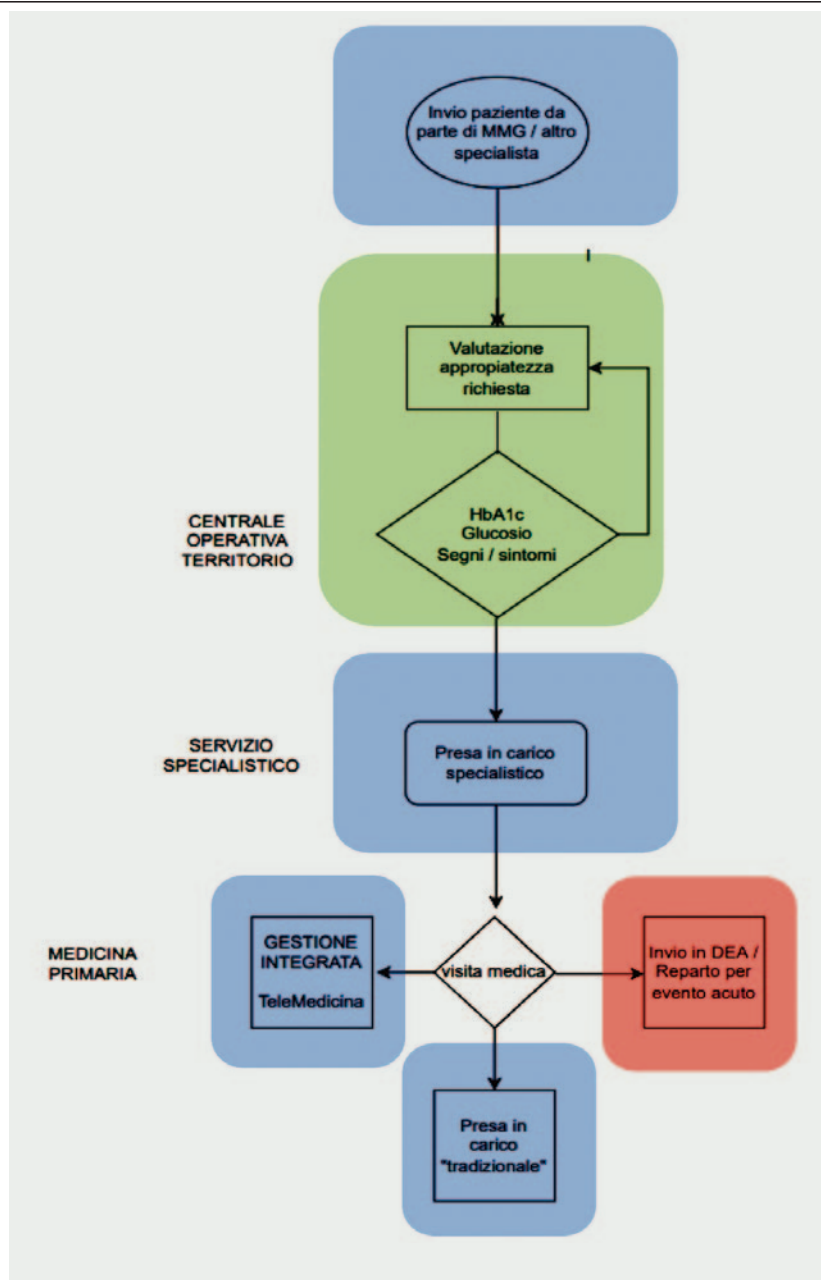 Invio paziente da
parte di MMG / altro
specialista
I
Valutazione
appropiatezza
richiesta
CENTRALE
OPERATIVA
TERRITORIO
HbA1c
Glucosio
Segni / sintomi
SERVIZIO
SPECIALISTICO
Presa in carico
specialistico
MEDICINA
PRIMARIA
GESTIONE
INTEGRATA
TeleMedicina
visita medica
Invio in DEA /
Reparto per
evento acuto
Presa in
carico
"tradizionale"